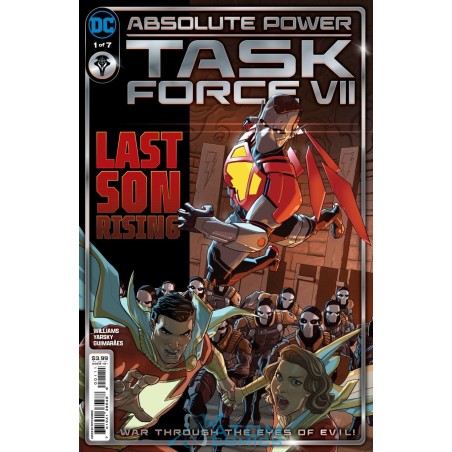 DC
ABSOLUTE POWER
1 of 7
TASK
FORCE VII
LAST
SON
RISING
WILLIAMS
YARSKY
GUIMARÃES
$3.99
WAR THROUGH THE EYES OF EVIL!